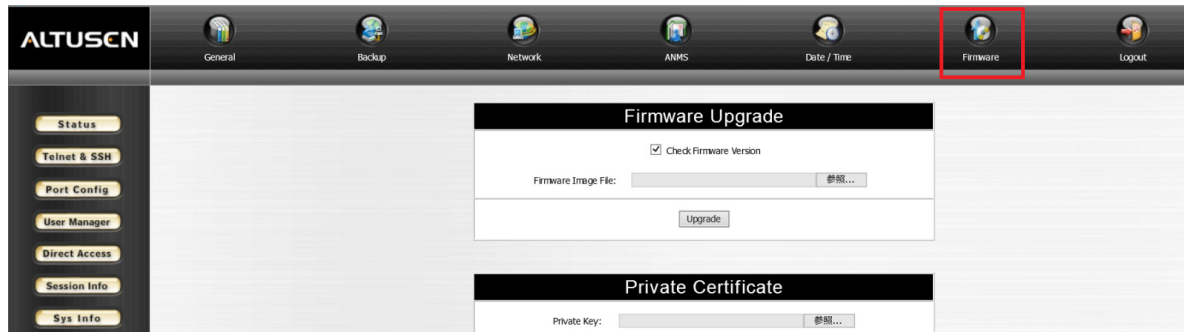 ALTUSEN
General
Backup
Network
ANMS
Date / Time
Firmware
Logout
Status
Telnet & SSH
Port Config
User Manager
Direct Access
Session Info
Sys Info
Firmware Upgrade
Check Firmware Version
Firmware Image File: 参照...
Upgrade
Private Certificate
Private Key: 参照...